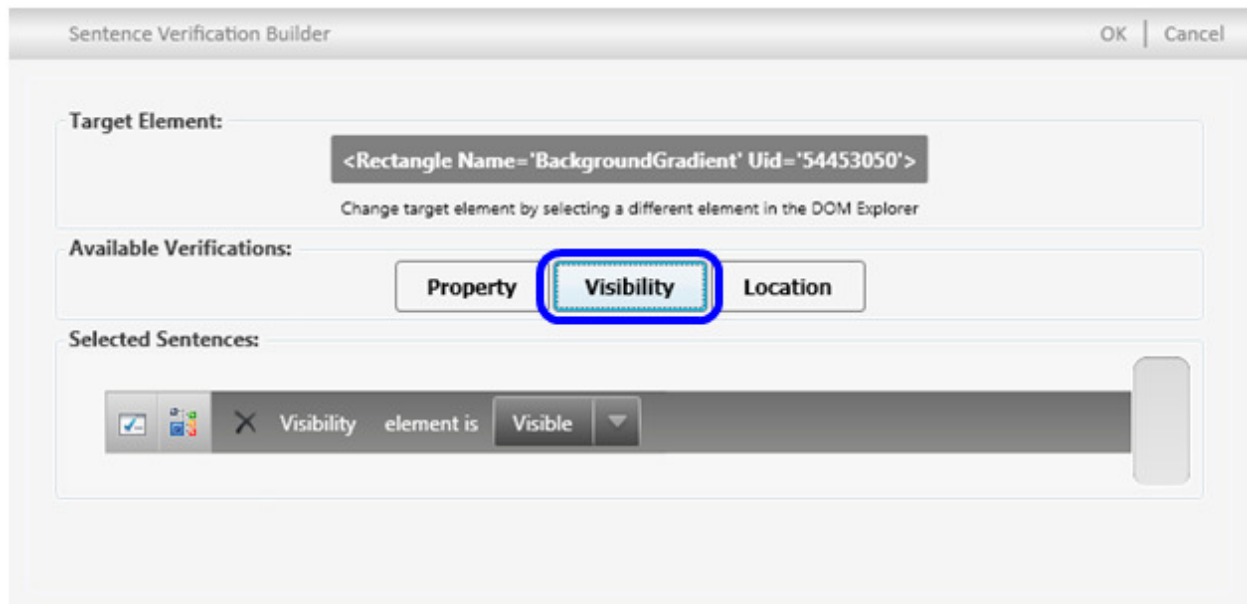 Sentence Verification Builder OK Cancel
Target Element:
<Rectangle Name='BackgroundGradient' Uid='54453050'>
Change target element by selecting a different element in the DOM Explorer
Available Verifications:
Property Visibility Location
Selected Sentences:
Visibility element is Visible